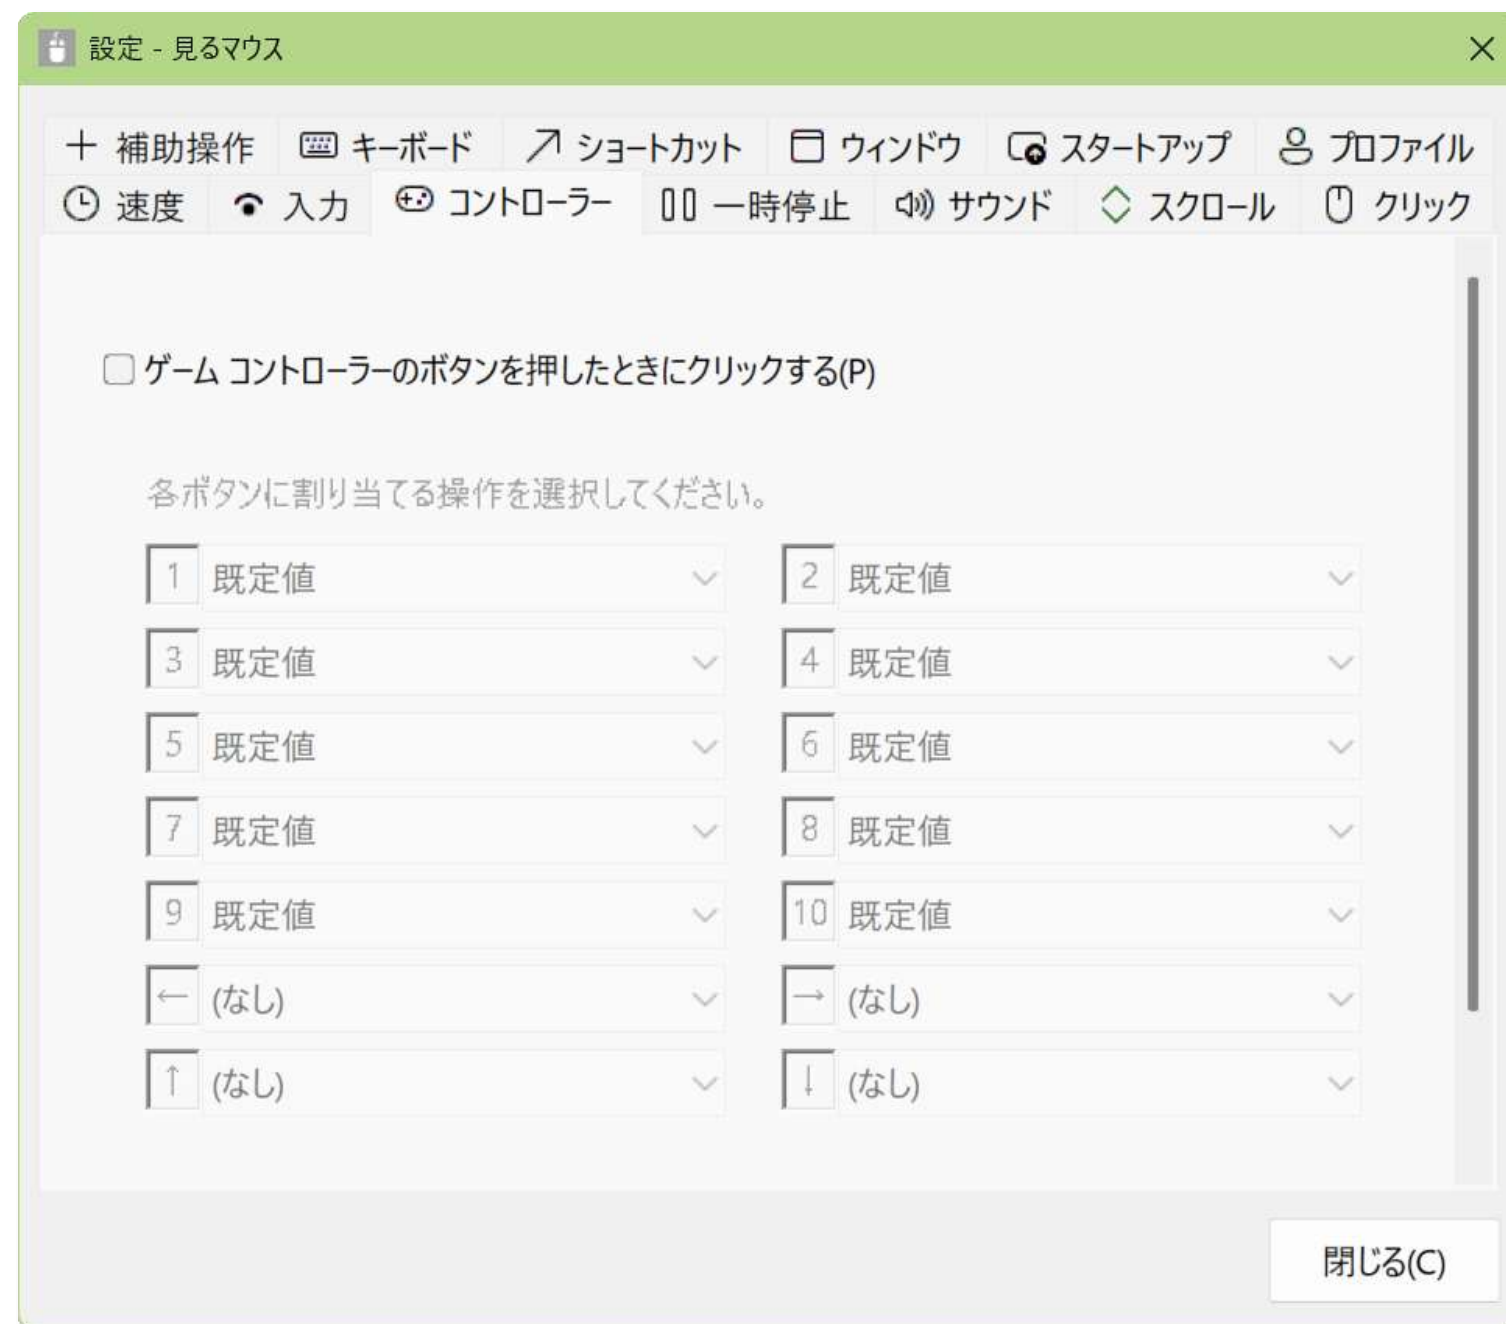 設定 - 見るマウス
補助操作 キーボード ショートカット ウィンドウ スタートアップ プロファイル
速度 入力 コントローラー 一時停止 サウンド スクロール クリック
ゲーム コントローラーのボタンを押したときにクリックする(P)
各ボタンに割り当てる操作を選択してください。
1 既定値 2 既定値
3 既定値 4 既定値
5 既定値 6 既定値
7 既定値 8 既定値
9 既定値 10 既定値
← (なし) → (なし)
↑ (なし) ↓ (なし)
閉じる(C)